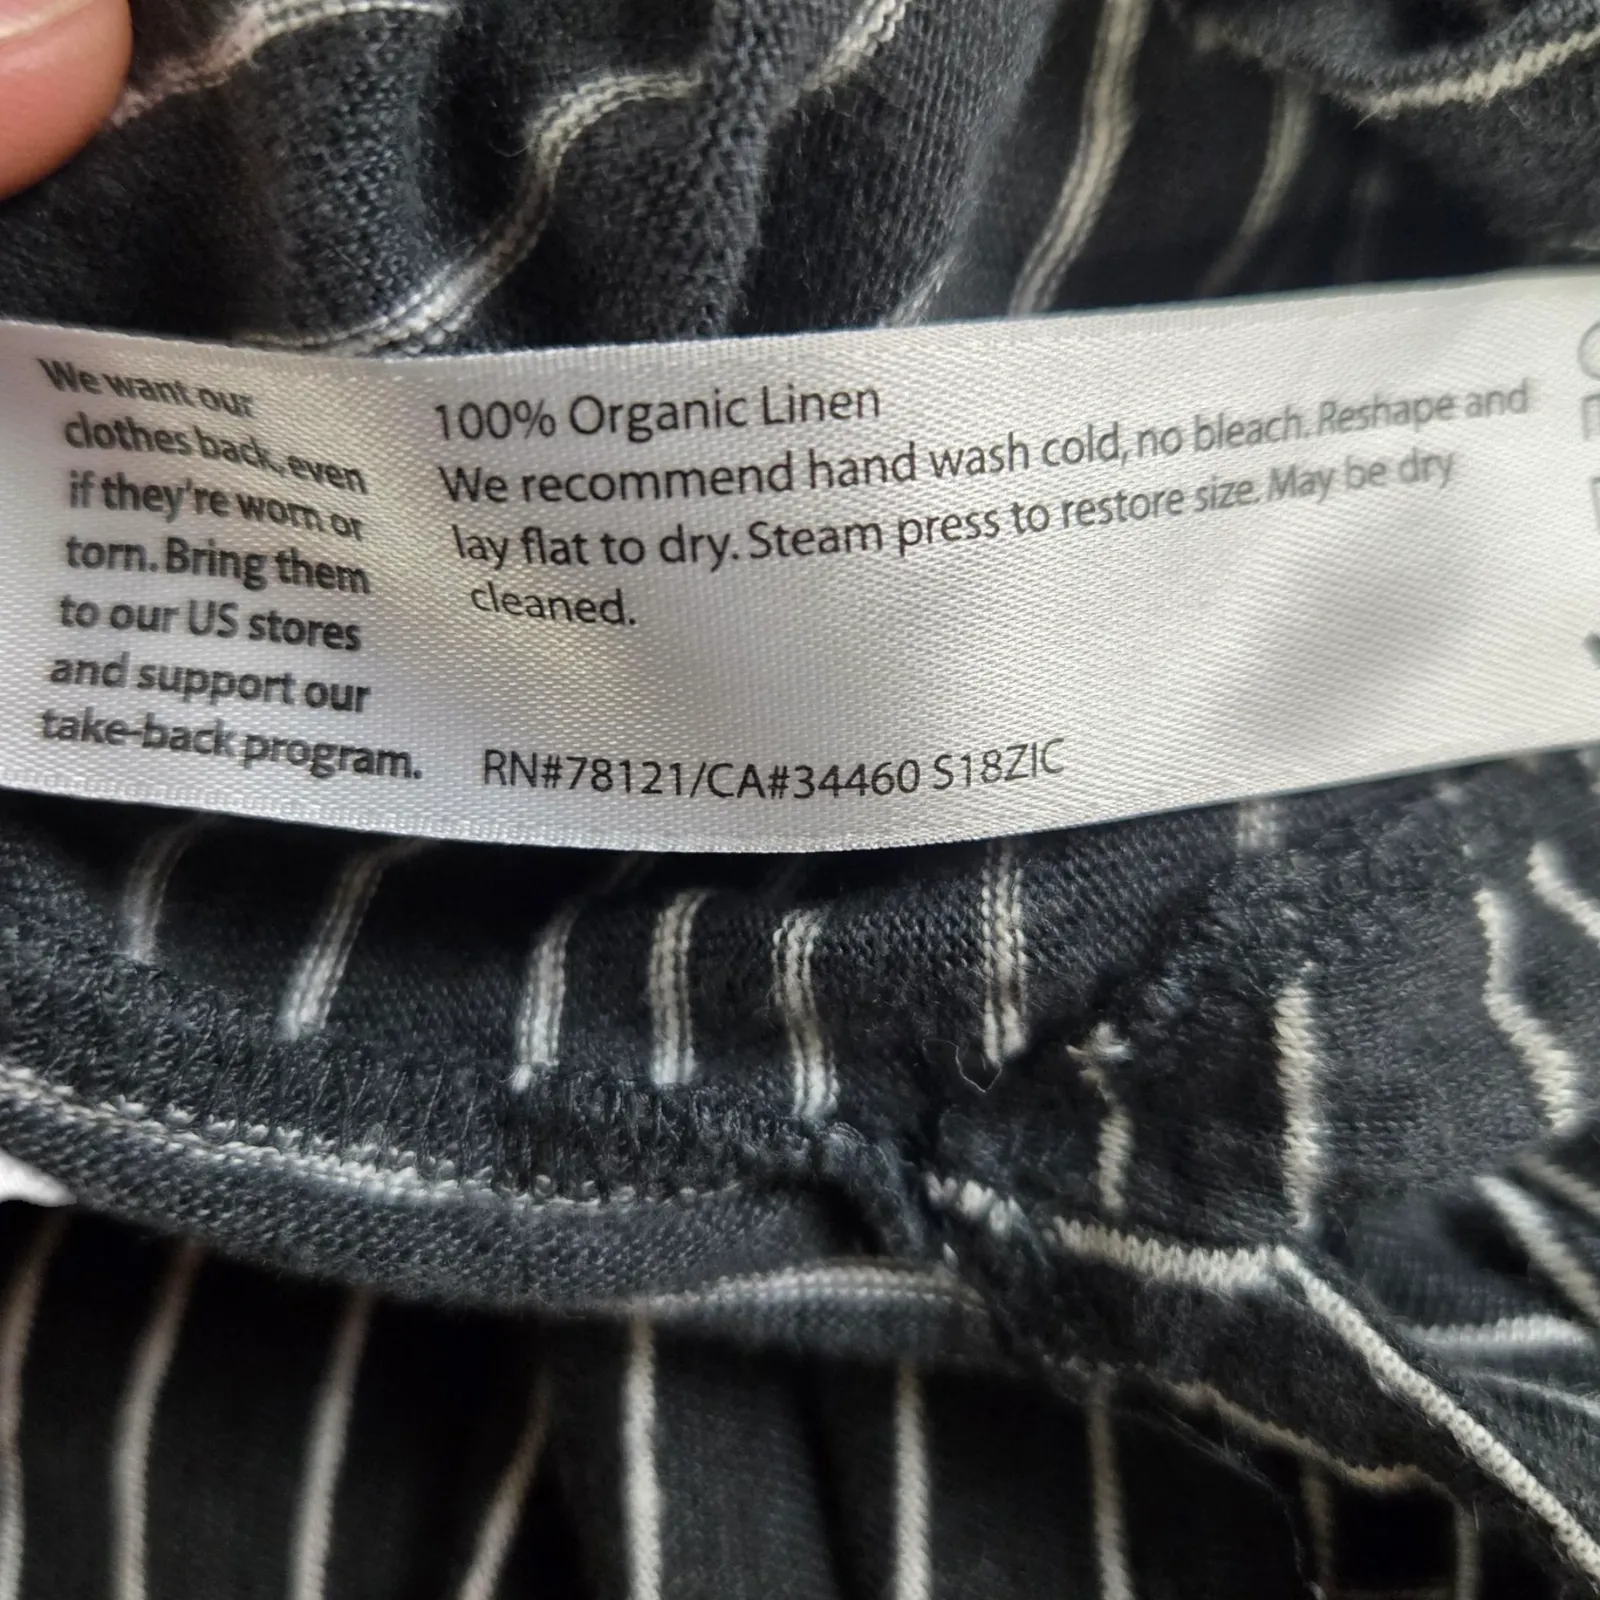 We want our
clothes back, even
if they're worn or
torn. Bring them
to our US stores
and support our
take-back program.
100% Organic Linen
We recommend hand wash cold, no bleach. Reshape and
lay flat to dry. Steam press to restore size. May be dry
cleaned.
RN#78121/CA#34460 S18ZIC